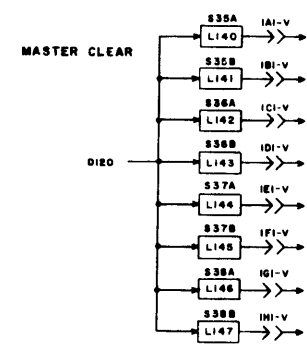 S35A
IAI-V
L140
MASTER CLEAR
S35B
IBI-V
L141
S36A
ICI-V
L142
S36B
IDI-V
D120
L143
S37A
IEI-V
L144
S37B
IFI-V
L145
S38A
IGI-V
L146
S38B
IHI-V
L147